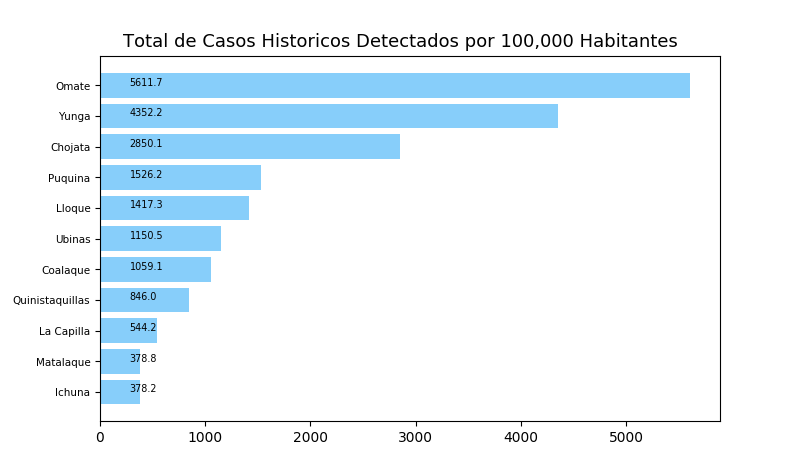 Total de Casos Historicos Detectados por 100,000 Habitantes
Omate 5611.7
Yunga 4352.2
Chojata 2850.1
Puquina 1526.2
Lloque 1417.3
Ubinas 1150.5
Coalaque 1059.1
Quinistaquillas 846.0
La Capilla 544.2
Matalaque 378.8
Ichuna 378.2
0 1000 2000 3000 4000 5000